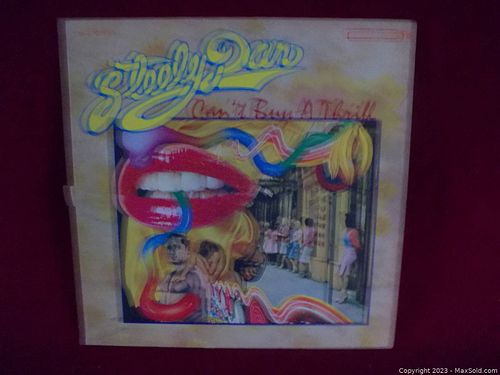 Steely Dan
Can't Buy A Thrill
Copyright 2023 - MaxSold.com